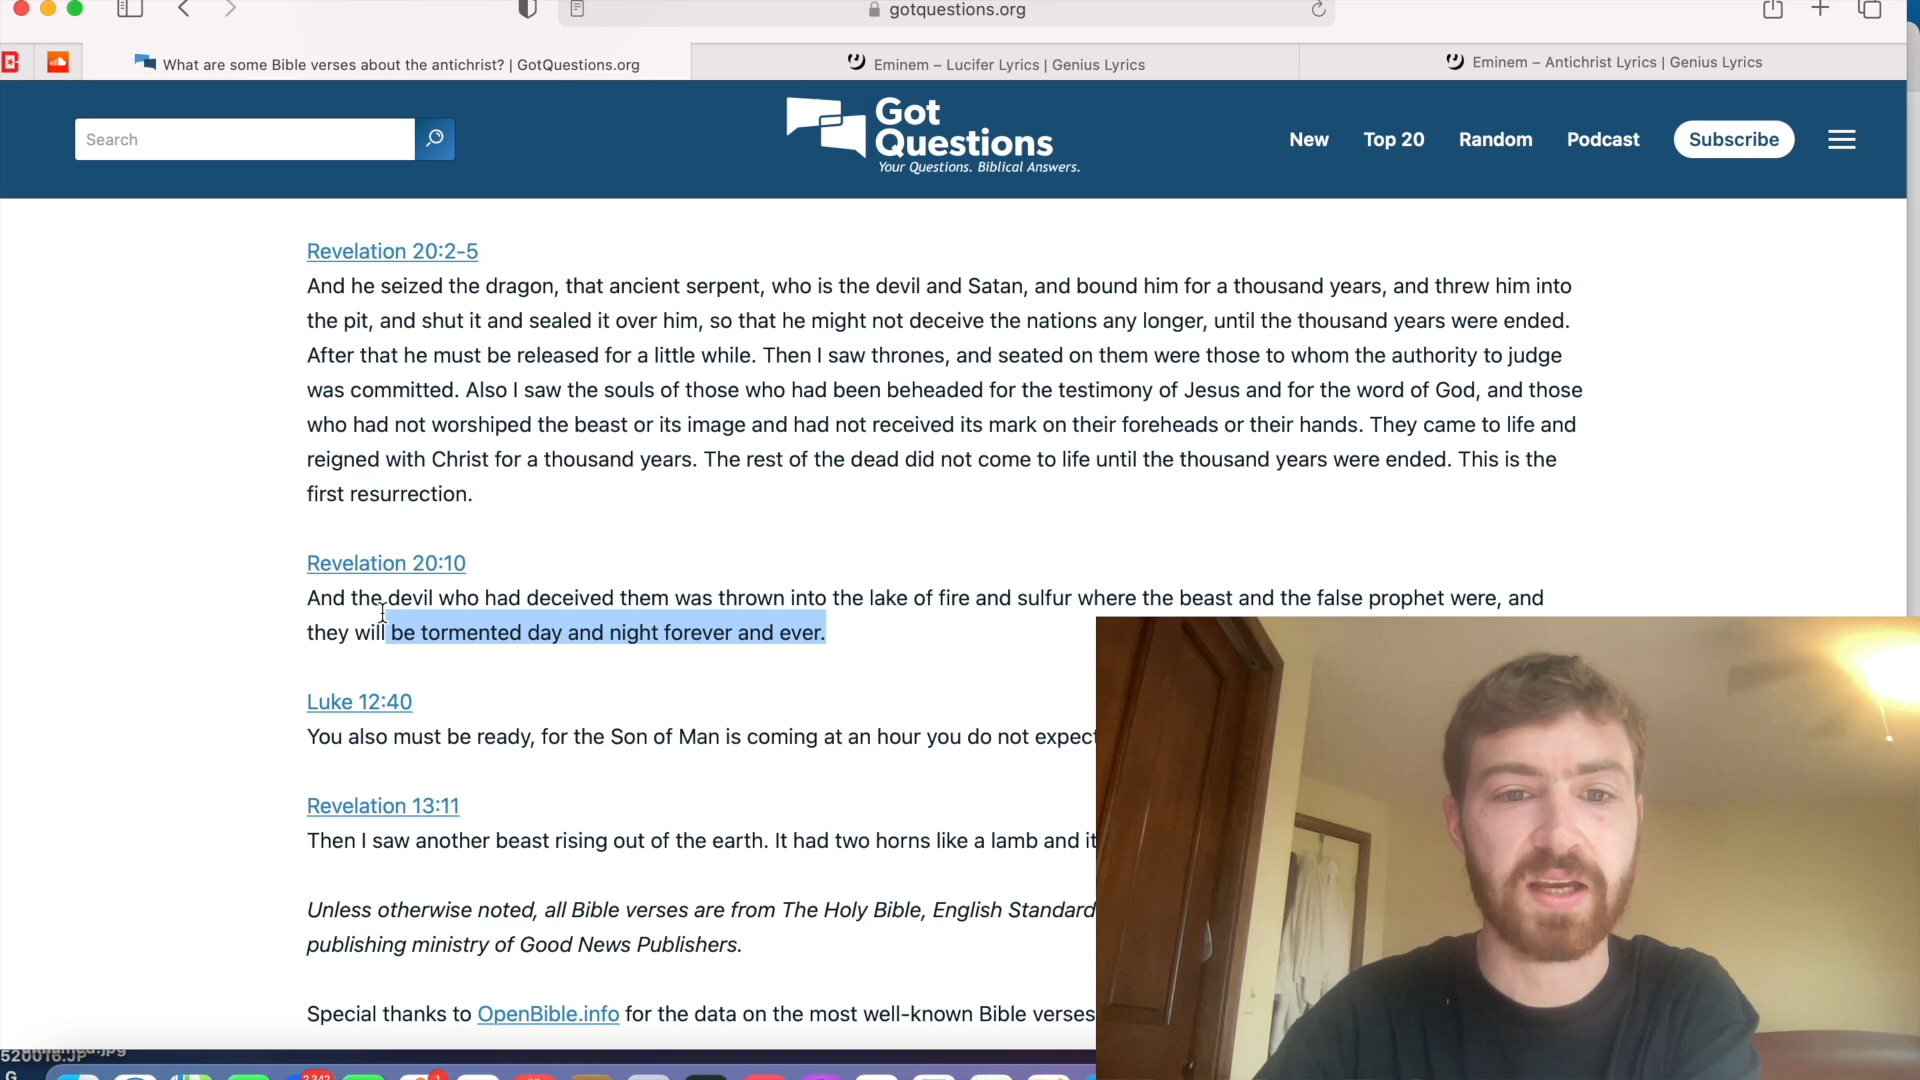 gotquestions.org
What are some Bible verses about the antichrist? | GotQuestions.org
Eminem – Lucifer Lyrics | Genius Lyrics
Eminem – Antichrist Lyrics | Genius Lyrics
Search
Got
Questions
Your Questions. Biblical Answers.
New
Top 20
Random
Podcast
Subscribe
Revelation 20:2-5
And he seized the dragon, that ancient serpent, who is the devil and Satan, and bound him for a thousand years, and threw him into
the pit, and shut it and sealed it over him, so that he might not deceive the nations any longer, until the thousand years were ended.
After that he must be released for a little while. Then I saw thrones, and seated on them were those to whom the authority to judge
was committed. Also I saw the souls of those who had been beheaded for the testimony of Jesus and for the word of God, and those
who had not worshiped the beast or its image and had not received its mark on their foreheads or their hands. They came to life and
reigned with Christ for a thousand years. The rest of the dead did not come to life until the thousand years were ended. This is the
first resurrection.
Revelation 20:10
And the devil who had deceived them was thrown into the lake of fire and sulfur where the beast and the false prophet were, and
they will be tormented day and night forever and ever.
Luke 12:40
You also must be ready, for the Son of Man is coming at an hour you do not expect
Revelation 13:11
Then I saw another beast rising out of the earth. It had two horns like a lamb and it
Unless otherwise noted, all Bible verses are from The Holy Bible, English Standard
publishing ministry of Good News Publishers.
Special thanks to OpenBible.info for the data on the most well-known Bible verses
520016.JP
G
2,342
1